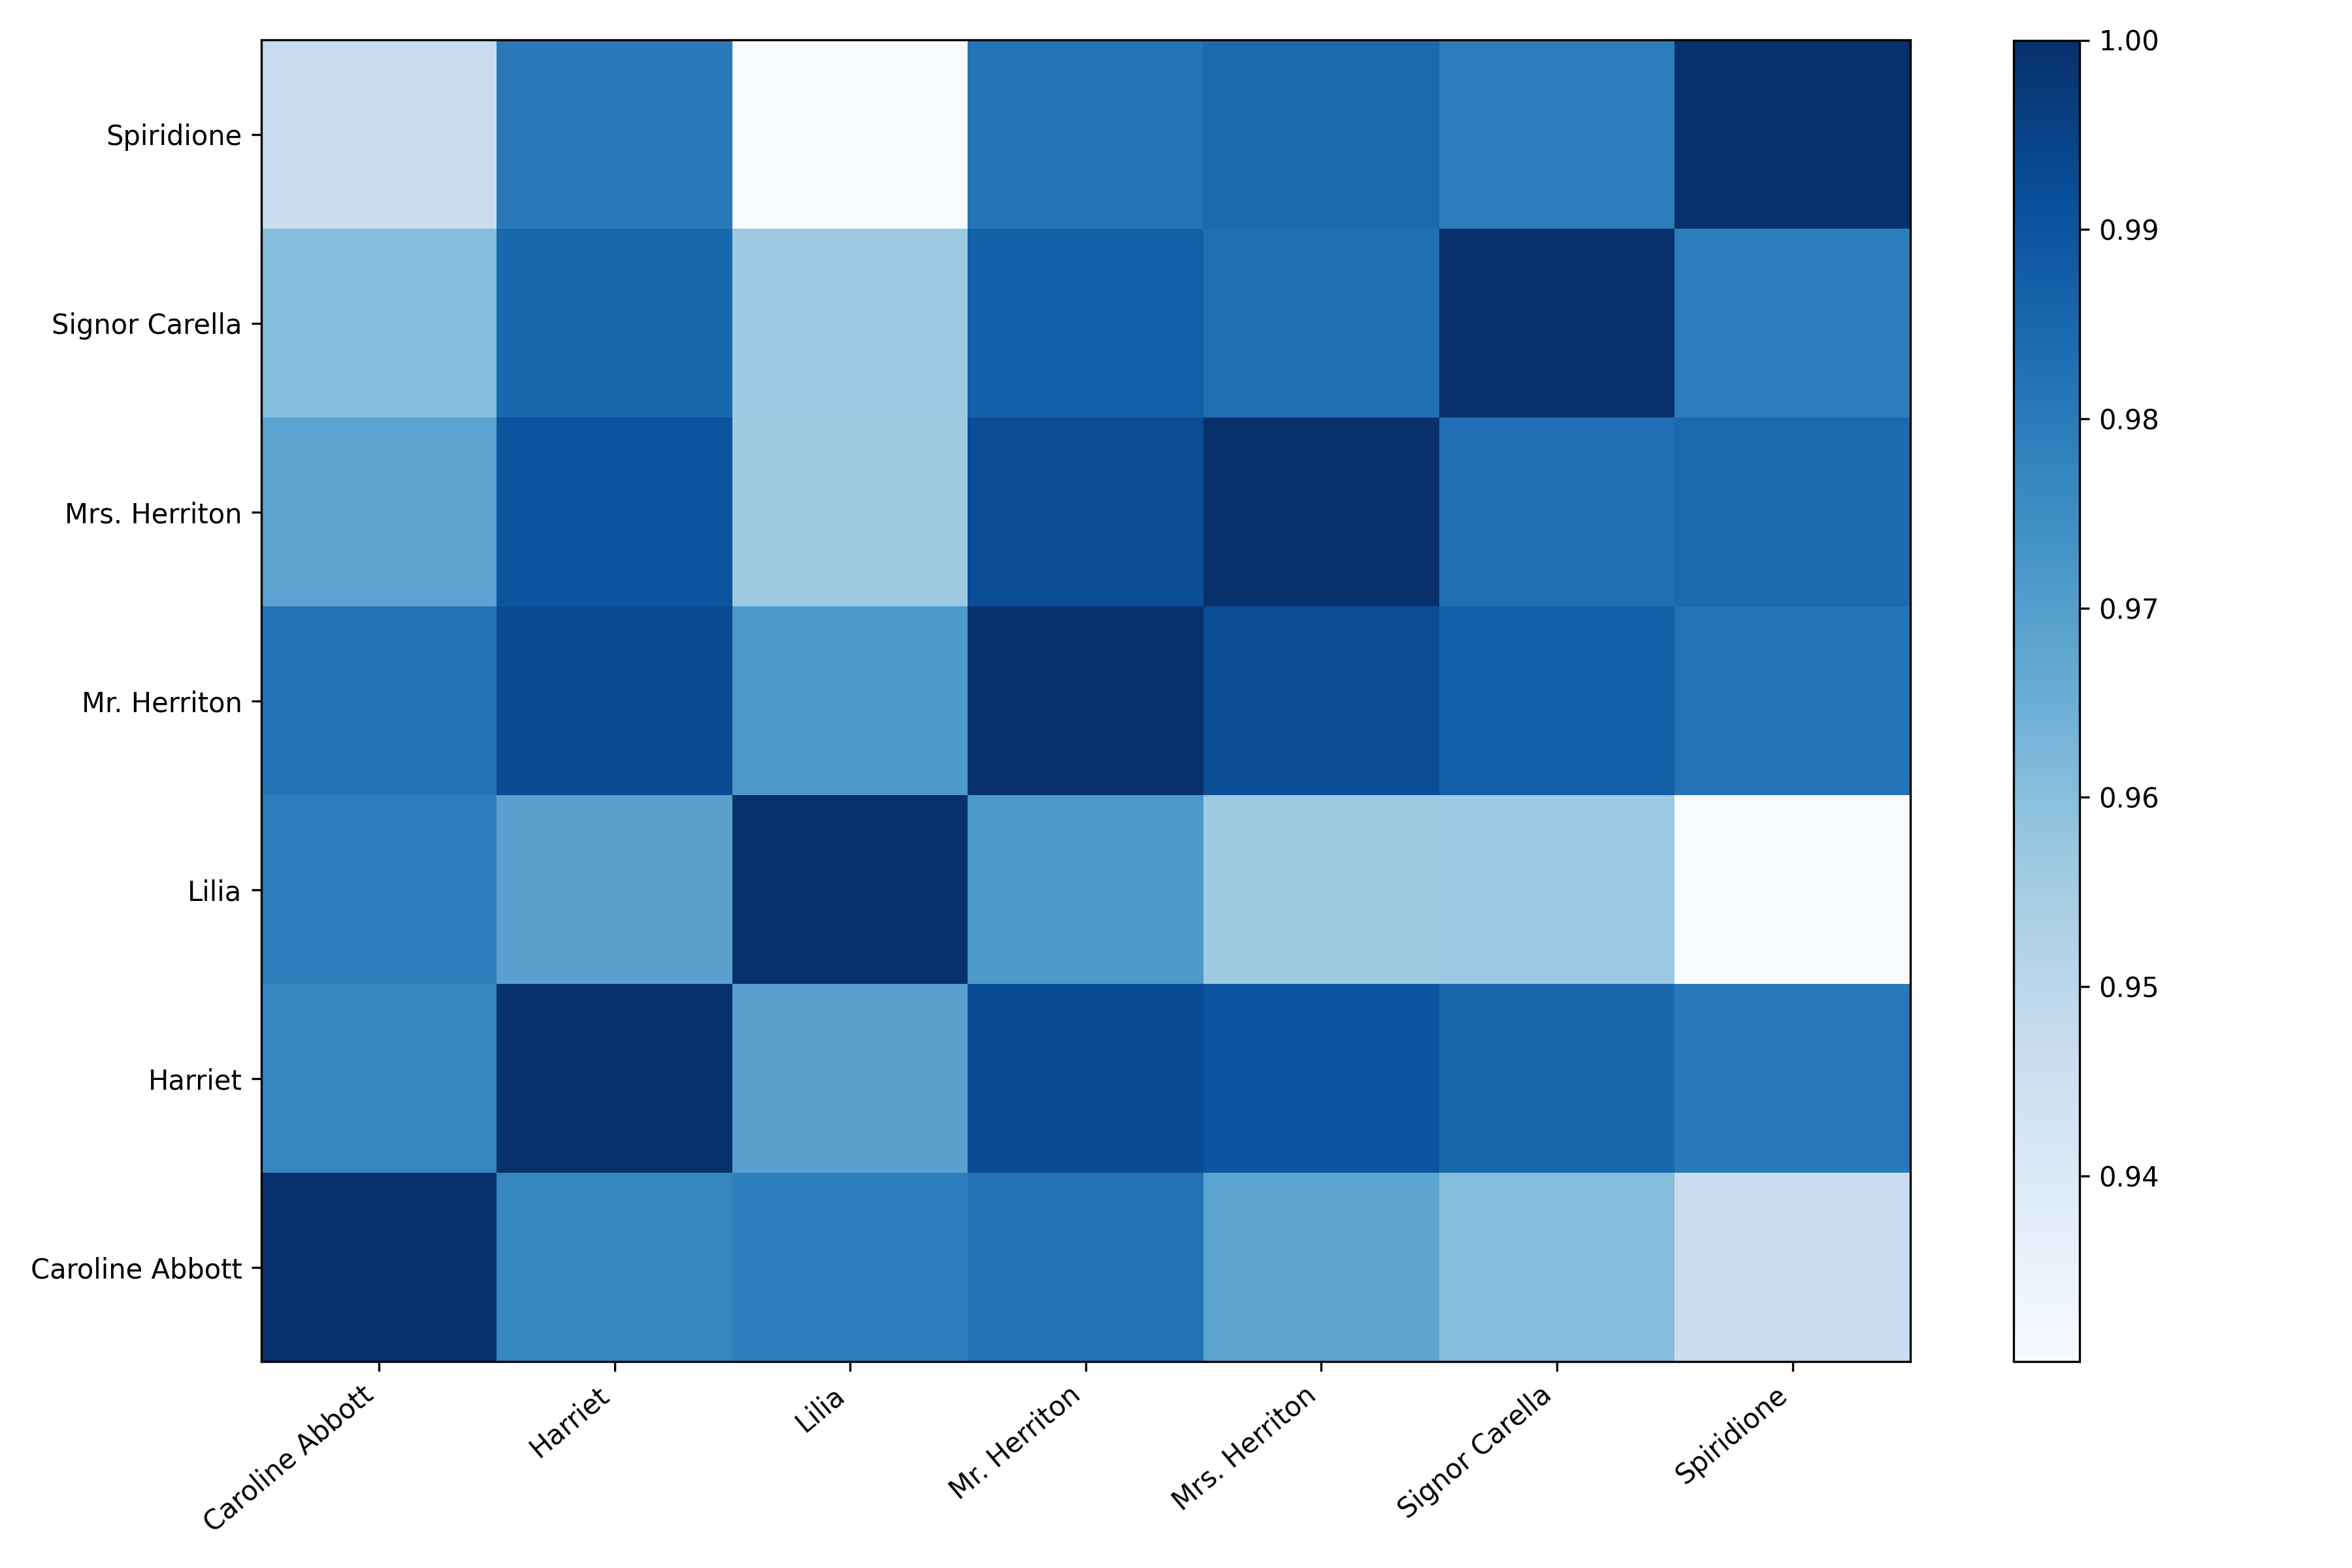 Spiridione
Signor Carella
Mrs. Herriton
Mr. Herriton
Lilia
Harriet
Caroline Abbott
Caroline Abbott
Harriet
Lilia
Mr. Herriton
Mrs. Herriton
Signor Carella
Spiridione
1.00
0.99
0.98
0.97
0.96
0.95
0.94